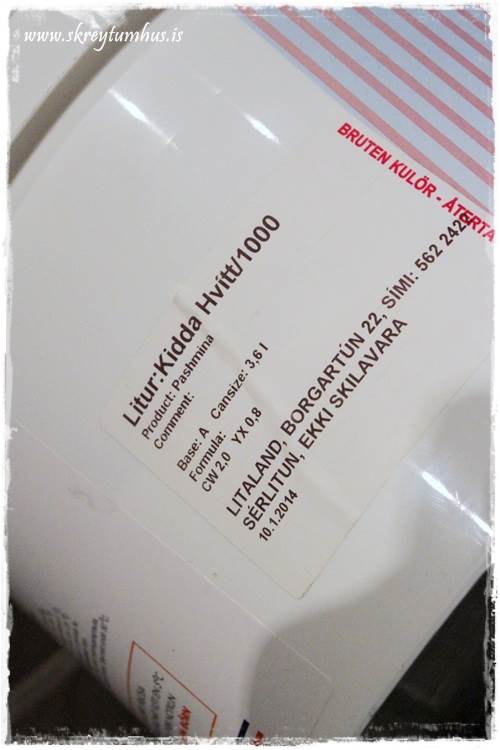 www.skreytumhus.is
BRUTEN KULÖR - ÅTERTA
Litur:Kidda Hvítt/1000
Product: Pashmina
Comment:
Base: A Cansize: 3,6 l
Formula:
CW 2,0 YX 0,8
LITALAND, BORGARTÚN 22, SÍMI: 562 2422
SÉRLITUN, EKKI SKILAVARA
10.1.2014